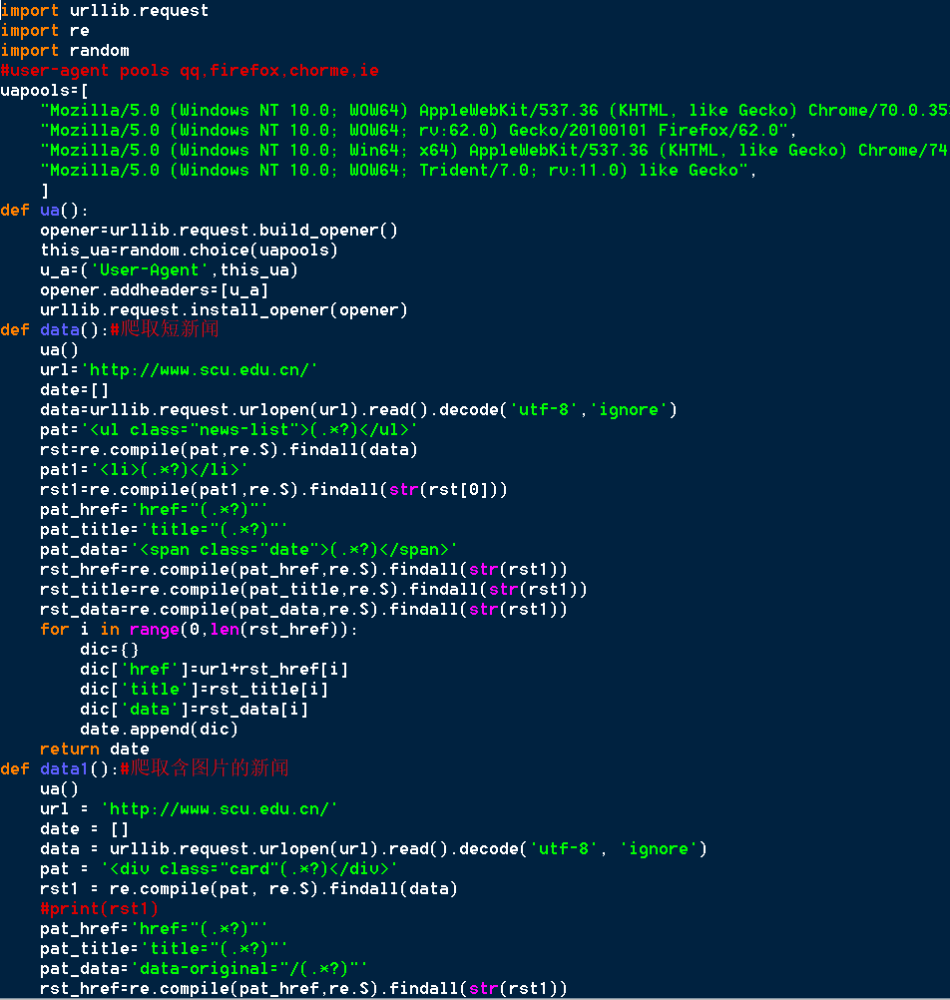 import urllib.request
import re
import random
#user-agent pools qq.firefox.chorme.ie
uapools=[
    "Mozilla/5.0 (Windows NT 10.0; WOW64) AppleWebKit/537.36 (KHTML, like Gecko) Chrome/70.0.35
    "Mozilla/5.0 (Windows NT 10.0; WOW64; rv:62.0) Gecko/20100101 Firefox/62.0",
    "Mozilla/5.0 (Windows NT 10.0; Win64; x64) AppleWebKit/537.36 (KHTML, like Gecko) Chrome/74
    "Mozilla/5.0 (Windows NT 10.0; WOW64; Trident/7.0; rv:11.0) like Gecko",
    ]
def ua():
    opener=urllib.request.build_opener()
    this_ua=random.choice(uapools)
    u_a=('User-Agent',this_ua)
    opener.addheaders=[u_a]
    urllib.request.install_opener(opener)
def data():#爬取短新闻
    ua()
    url='http://www.scu.edu.cn/'
    date=[]
    data=urllib.request.urlopen(url).read().decode('utf-8','ignore')
    pat='<ul class="news-list">(.*?)</ul>'
    rst=re.compile(pat,re.S).findall(data)
    pat1='<li>(.*?)</li>'
    rst1=re.compile(pat1,re.S).findall(str(rst[0]))
    pat_href='href="(.*?)"'
    pat_title='title="(.*?)"'
    pat_data='<span class="date">(.*?)</span>'
    rst_href=re.compile(pat_href,re.S).findall(str(rst1))
    rst_title=re.compile(pat_title,re.S).findall(str(rst1))
    rst_data=re.compile(pat_data,re.S).findall(str(rst1))
    for i in range(0,len(rst_href)):
        dic={}
        dic['href']=url+rst_href[i]
        dic['title']=rst_title[i]
        dic['data']=rst_data[i]
        date.append(dic)
    return date
def data1():#爬取含图片的新闻
    ua()
    url = 'http://www.scu.edu.cn/'
    date = []
    data = urllib.request.urlopen(url).read().decode('utf-8', 'ignore')
    pat = '<div class="card"(.*?)</div>'
    rst1 = re.compile(pat, re.S).findall(data)
    #print(rst1)
    pat_href='href="(.*?)"'
    pat_title='title="(.*?)"'
    pat_data='data-original="/(.*?)"'
    rst_href=re.compile(pat_href,re.S).findall(str(rst1))